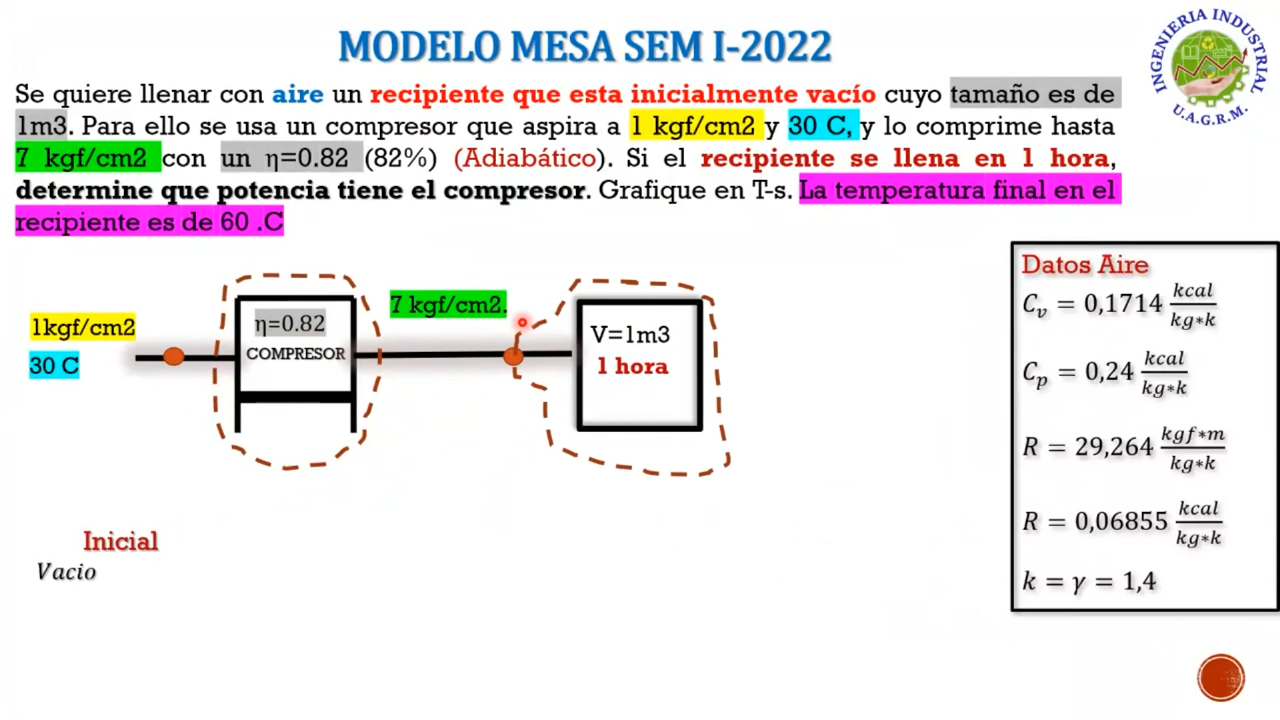 MODELO MESA SEM I-2022
INGENIERIA INDUSTRIAL
U.A.G.R.M.
Se quiere llenar con aire un recipiente que esta inicialmente vacío cuyo tamaño es de
1m3. Para ello se usa un compresor que aspira a 1 kgf/cm2 y 30 C, y lo comprime hasta
7 kgf/cm2 con un η=0.82 (82%) (Adiabático). Si el recipiente se llena en 1 hora,
determine que potencia tiene el compresor. Grafique en T-s. La temperatura final en el
recipiente es de 60 .C
1kgf/cm2
30 C
η=0.82
COMPRESOR
7 kgf/cm2.
V=1m3
1 hora
Inicial
Vacio
Datos Aire
C_v = 0,1714 kcal/kg*k
C_p = 0,24 kcal/kg*k
R = 29,264 kgf*m/kg*k
R = 0,06855 kcal/kg*k
k = γ = 1,4